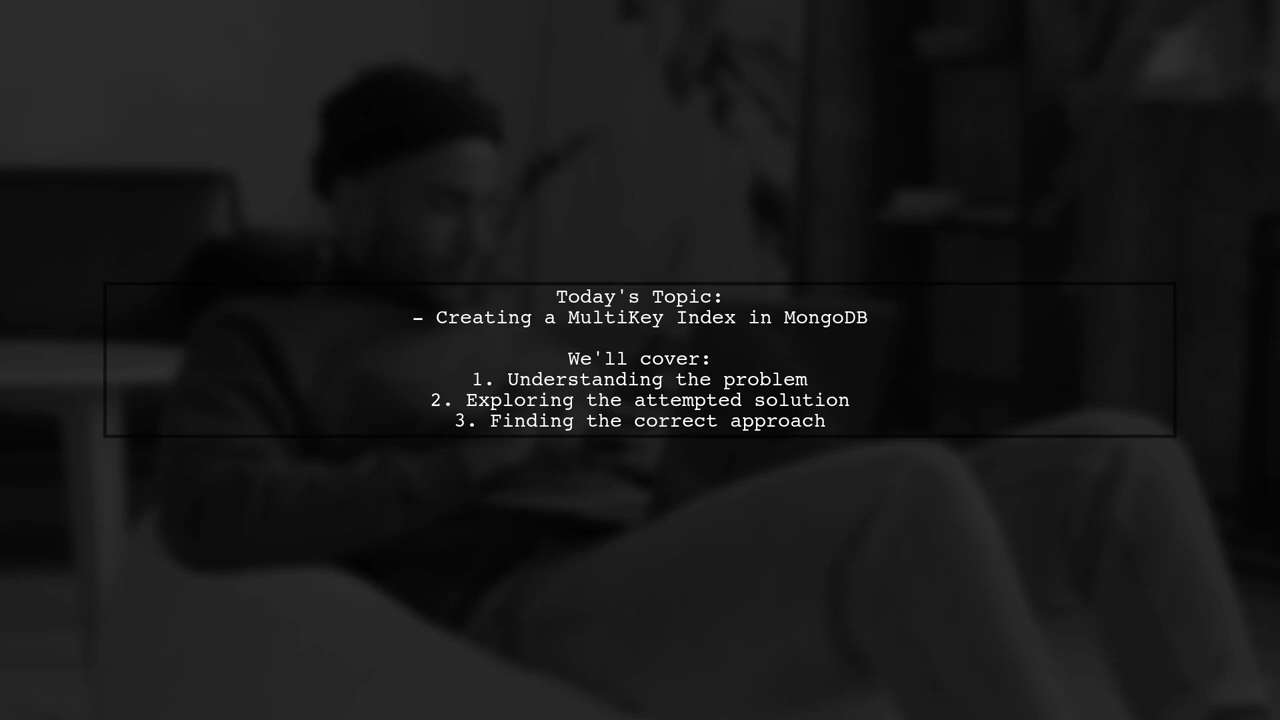 Today's Topic:
- Creating a MultiKey Index in MongoDB
We'll cover:
1. Understanding the problem
2. Exploring the attempted solution
3. Finding the correct approach